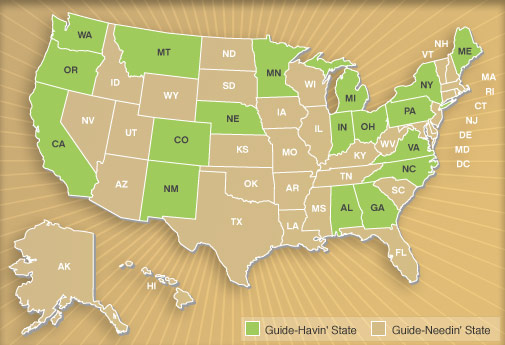 WA
MT
ND
MN
NH
VT
ME
OR
ID
SD
WI
MI
NY
MA
RI
CT
WY
NE
IA
IL
IN
OH
PA
NJ
DE
MD
DC
NV
UT
CO
KS
MO
KY
WV
VA
NC
CA
AZ
NM
OK
AR
TN
SC
TX
LA
MS
AL
GA
FL
AK
HI
Guide-Havin' State
Guide-Needin' State